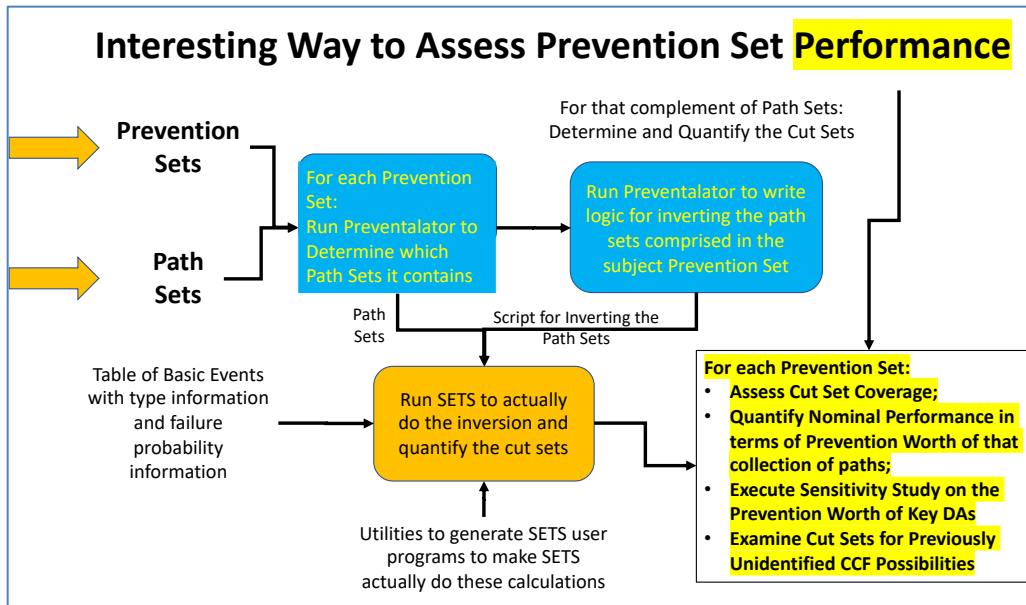 Interesting Way to Assess Prevention Set Performance
Prevention
Sets
Path
Sets
For each Prevention
Set:
Run Preventalator to
Determine which
Path Sets it contains
For that complement of Path Sets:
Determine and Quantify the Cut Sets
Run Preventalator to write
logic for inverting the path
sets comprised in the
subject Prevention Set
Path
Sets
Script for Inverting the
Path Sets
Table of Basic Events
with type information
and failure
probability
information
Run SETS to actually
do the inversion and
quantify the cut sets
Utilities to generate SETS user
programs to make SETS
actually do these calculations
For each Prevention Set:
• Assess Cut Set Coverage;
• Quantify Nominal Performance in
terms of Prevention Worth of that
collection of paths;
• Execute Sensitivity Study on the
Prevention Worth of Key DAs
• Examine Cut Sets for Previously
Unidentified CCF Possibilities